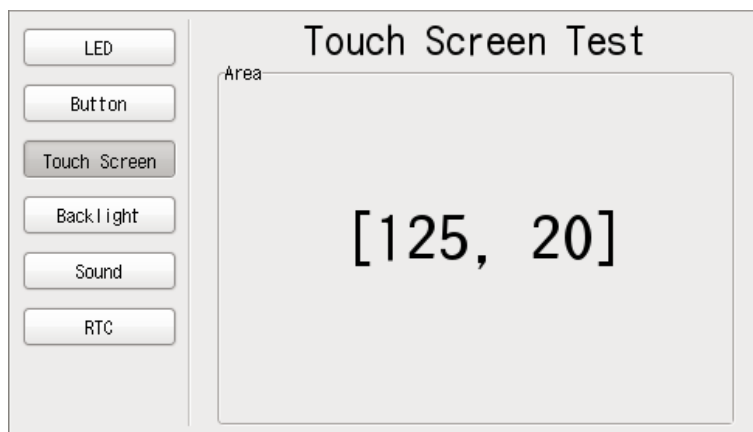 LED
Button
Touch Screen
Backlight
Sound
RTC
Touch Screen Test
Area
[125, 20]